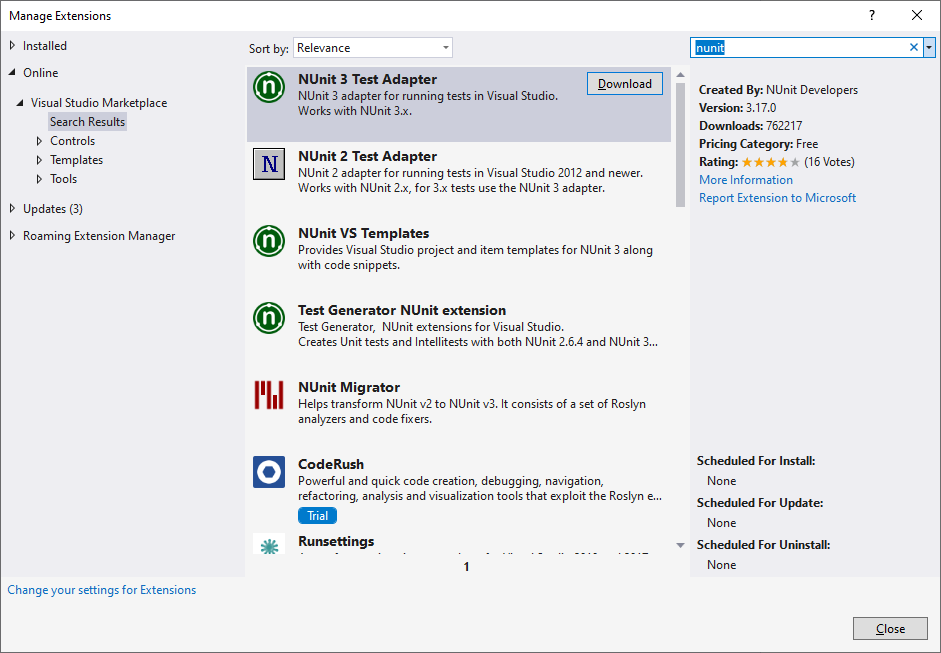 Manage Extensions
?
Installed
Online
Visual Studio Marketplace
Search Results
Controls
Templates
Tools
Updates (3)
Roaming Extension Manager
Sort by: Relevance
NUnit 3 Test Adapter
Download
NUnit 3 adapter for running tests in Visual Studio.
Works with NUnit 3.x.
NUnit 2 Test Adapter
NUnit 2 adapter for running tests in Visual Studio 2012 and newer.
Works with NUnit 2.x, for 3.x tests use the NUnit 3 adapter.
NUnit VS Templates
Provides Visual Studio project and item templates for NUnit 3 along
with code snippets.
Test Generator NUnit extension
Test Generator,  NUnit extensions for Visual Studio.
Creates Unit tests and Intellitests with both NUnit 2.6.4 and NUnit 3...
NUnit Migrator
Helps transform NUnit v2 to NUnit v3. It consists of a set of Roslyn
analyzers and code fixers.
CodeRush
Powerful and quick code creation, debugging, navigation,
refactoring, analysis and visualization tools that exploit the Roslyn e...
Trial
Runsettings
1
nunit
Created By: NUnit Developers
Version: 3.17.0
Downloads: 762217
Pricing Category: Free
Rating: (16 Votes)
More Information
Report Extension to Microsoft
Scheduled For Install:
None
Scheduled For Update:
None
Scheduled For Uninstall:
None
Change your settings for Extensions
Close